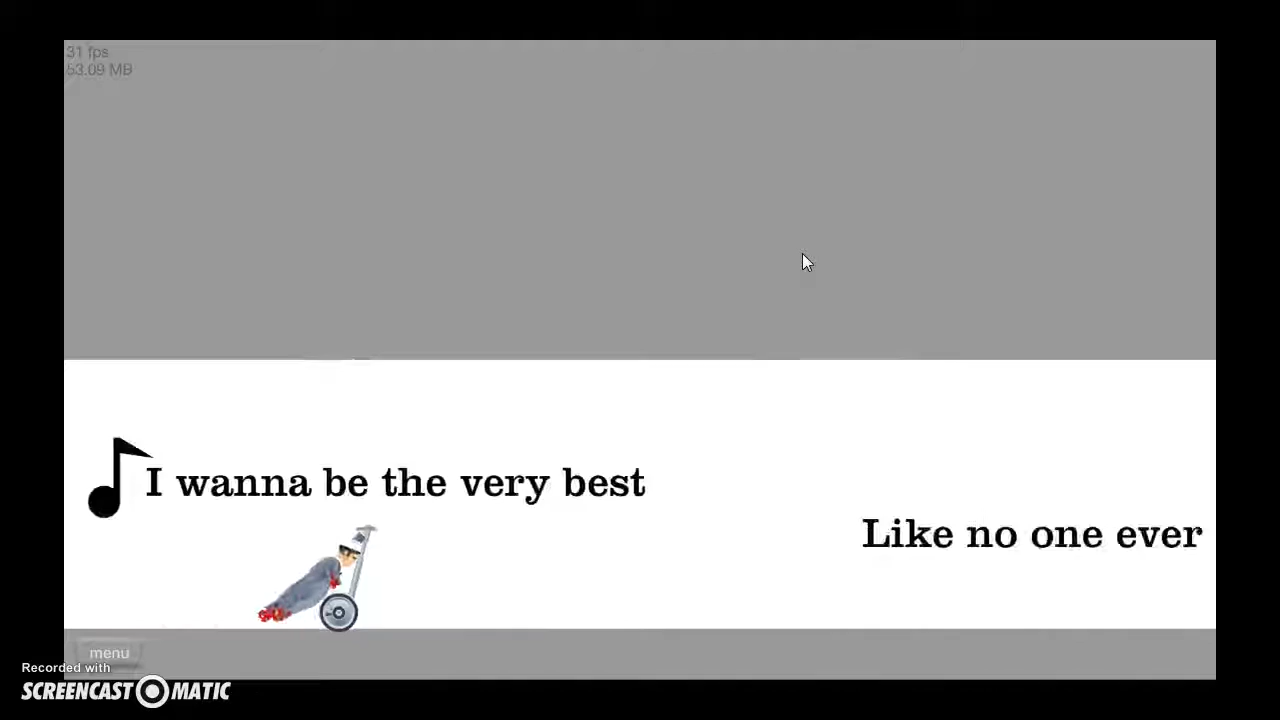 31 fps
53.09 MB
I wanna be the very best
Like no one ever
menu
Recorded with
SCREENCAST MATIC